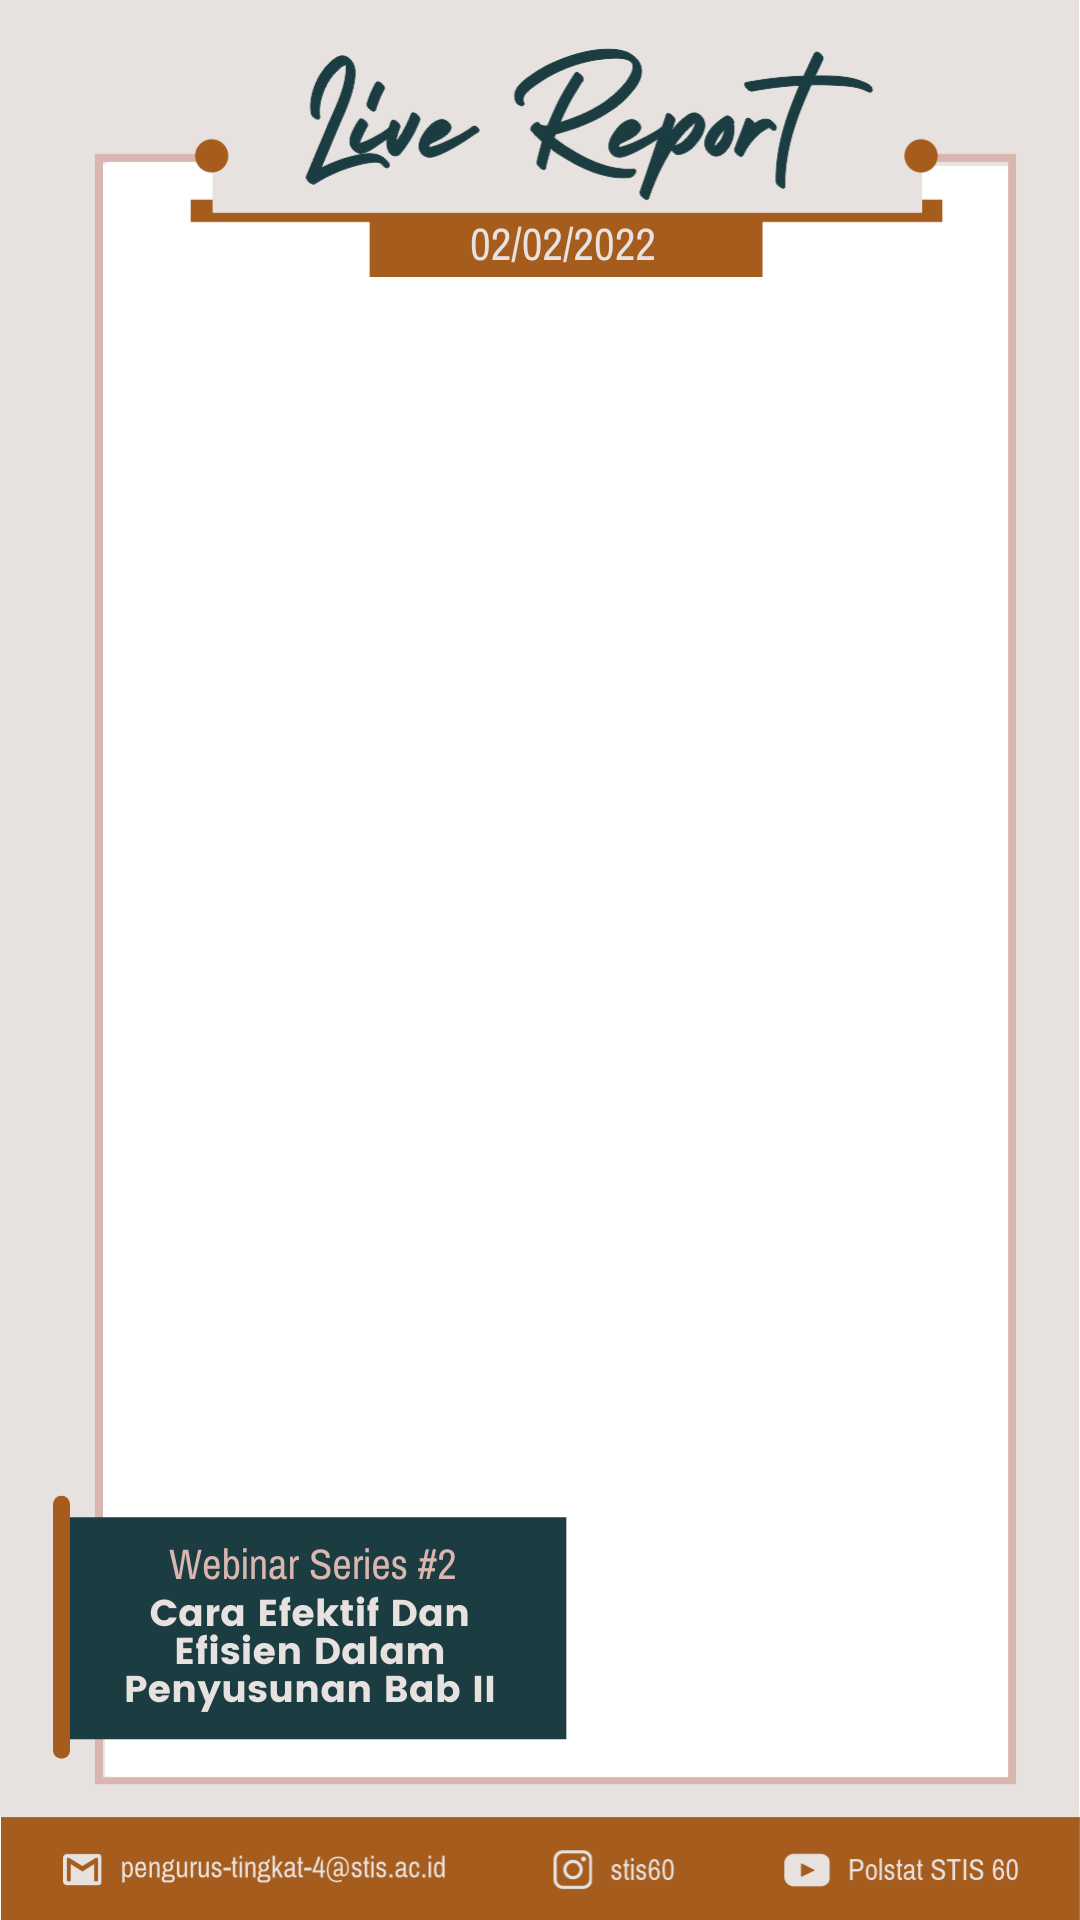 Live Report
02/02/2022
Webinar Series #2
Cara Efektif Dan
Efisien Dalam
Penyusunan Bab II
pengurus-tingkat-4@stis.ac.id
stis60
Polstat STIS 60